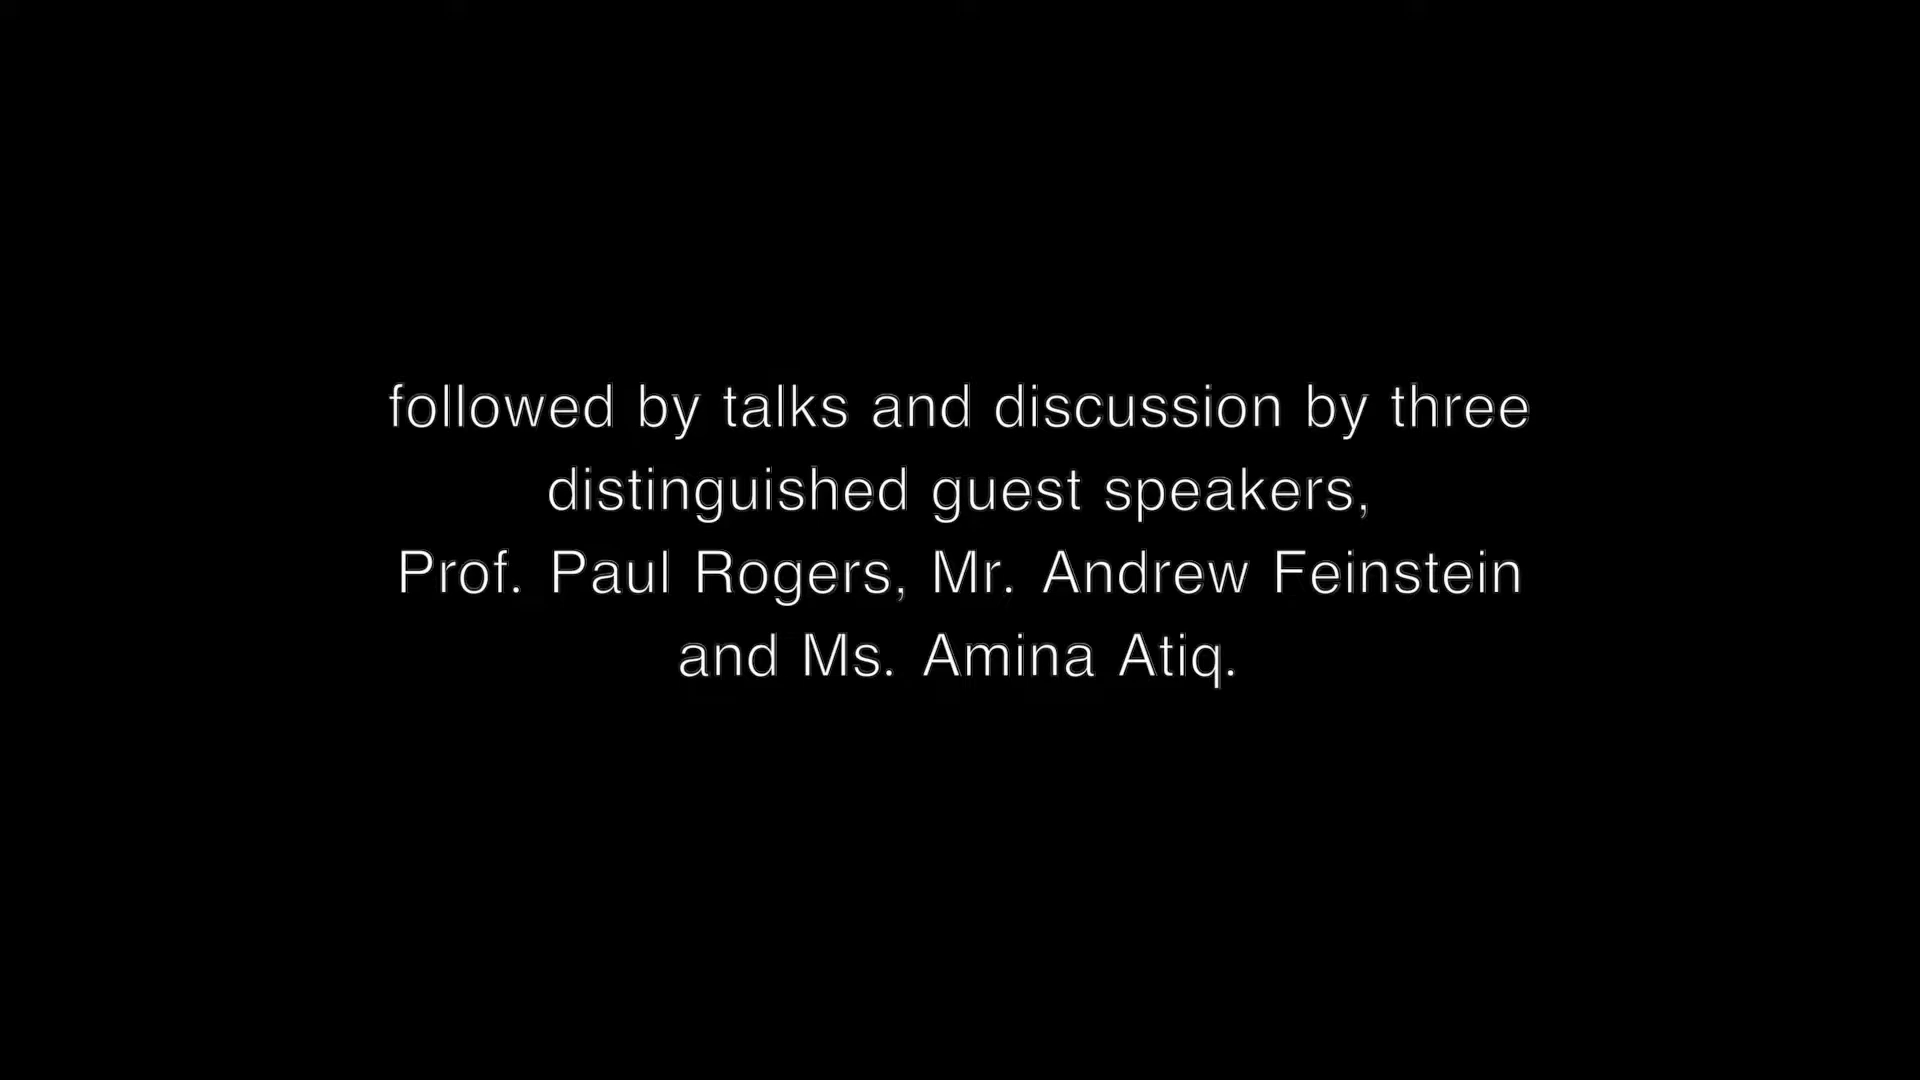 followed by talks and discussion by three
distinguished guest speakers,
Prof. Paul Rogers, Mr. Andrew Feinstein
and Ms. Amina Atiq.